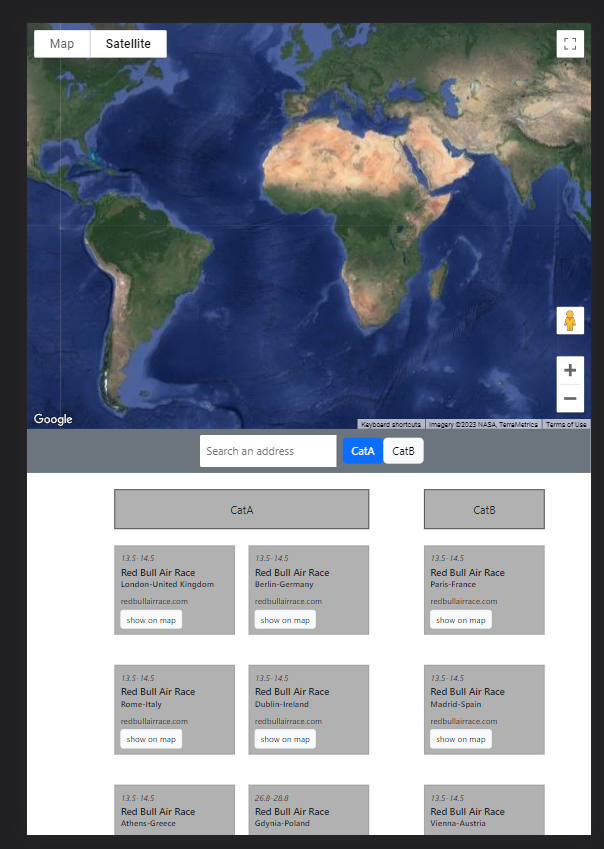 Map Satellite
Google
Keyboard shortcuts Imagery ©2023 NASA, TerraMetrics Terms of Use
Search an address CatA CatB
CatA CatB
13.5-14.5
Red Bull Air Race
London-United Kingdom
redbullairrace.com
show on map
13.5-14.5
Red Bull Air Race
Berlin-Germany
redbullairrace.com
show on map
13.5-14.5
Red Bull Air Race
Paris-France
redbullairrace.com
show on map
13.5-14.5
Red Bull Air Race
Rome-Italy
redbullairrace.com
show on map
13.5-14.5
Red Bull Air Race
Dublin-Ireland
redbullairrace.com
show on map
13.5-14.5
Red Bull Air Race
Madrid-Spain
redbullairrace.com
show on map
13.5-14.5
Red Bull Air Race
Athens-Greece
26.8-28.8
Red Bull Air Race
Gdynia-Poland
13.5-14.5
Red Bull Air Race
Vienna-Austria